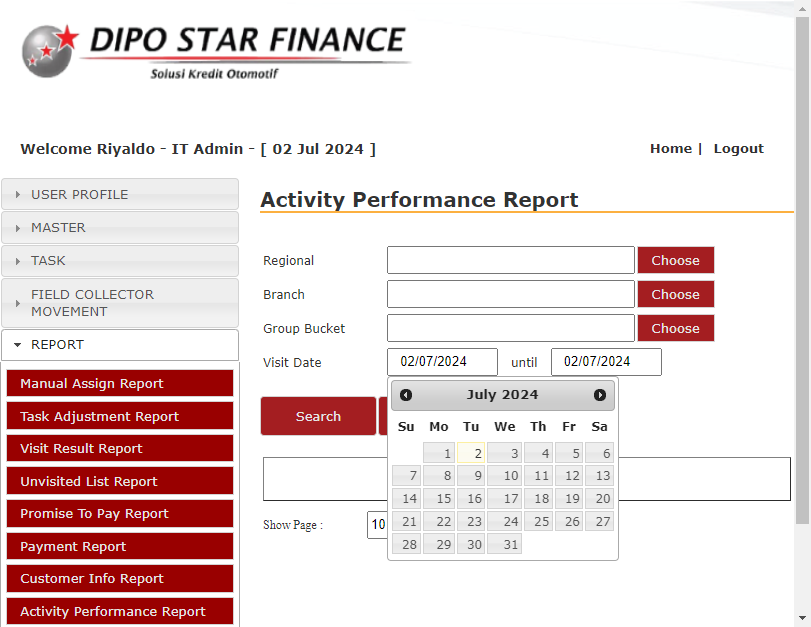 DIPO STAR FINANCE
Solusi Kredit Otomotif
Welcome Riyaldo - IT Admin - [ 02 Jul 2024 ]
Home | Logout
USER PROFILE
MASTER
TASK
FIELD COLLECTOR
MOVEMENT
REPORT
Manual Assign Report
Task Adjustment Report
Visit Result Report
Unvisited List Report
Promise To Pay Report
Payment Report
Customer Info Report
Activity Performance Report
Activity Performance Report
Regional Choose
Branch Choose
Group Bucket Choose
Visit Date 02/07/2024 until 02/07/2024
Search
July 2024
Su Mo Tu We Th Fr Sa
1 2 3 4 5 6
7 8 9 10 11 12 13
14 15 16 17 18 19 20
21 22 23 24 25 26 27
28 29 30 31
Show Page : 10